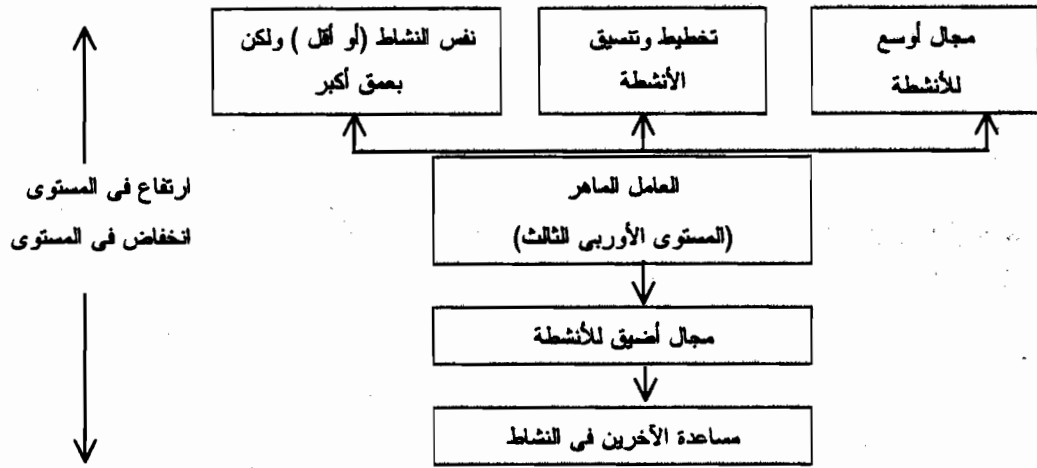 مجال أوسع
للأنشطة
تخطيط وتنسيق
الأنشطة
نفس النشاط (أو أقل ) ولكن
بعمق أكبر
ارتفاع فى المستوى
انخفاض فى المستوى
العامل الماهر
(المستوى الأوربى الثالث)
مجال أضيق للأنشطة
مساعدة الآخرين فى النشاط